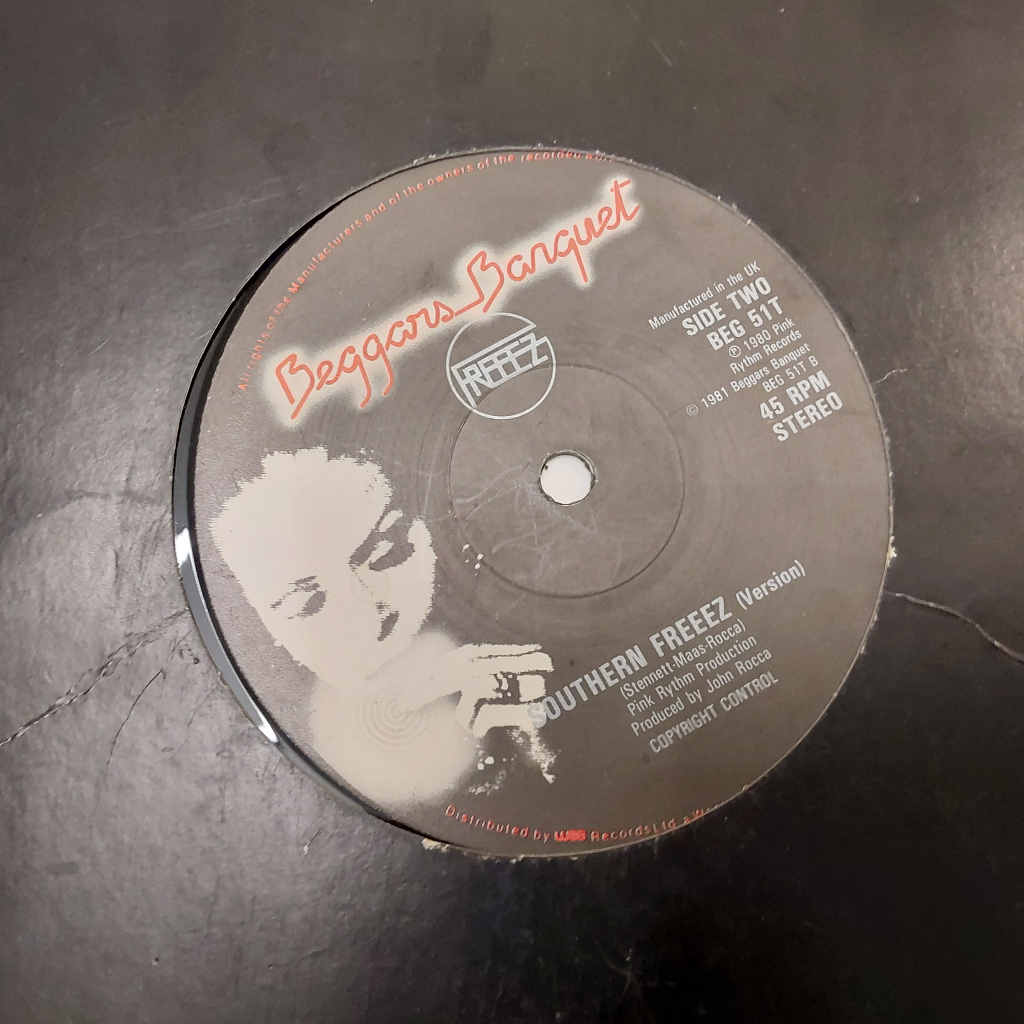 All rights of the Manufacturers and of the owners of the recorded
Beggars Banquet
FREEEZ
Manufactured in the UK
SIDE TWO
BEG 51T
℗ 1980 Pink
Rythm Records
© 1981 Beggars Banquet
BEG 51T B
45 RPM
STEREO
SOUTHERN FREEEZ (Version)
(Stennett-Maas-Rocca)
Pink Rythm Production
Produced by John Rocca
COPYRIGHT CONTROL
Distributed by wea Records Ltd. a